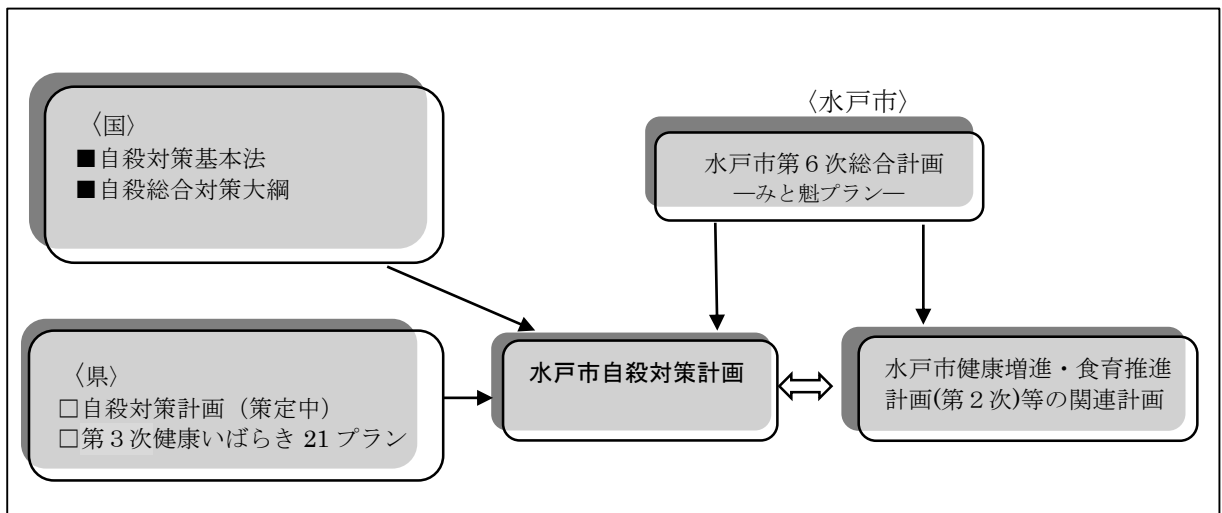 〈国〉
■自殺対策基本法
■自殺総合対策大綱
〈水戸市〉
水戸市第６次総合計画
―みと魁プラン―
〈県〉
□自殺対策計画（策定中）
□第３次健康いばらき 21 プラン
水戸市自殺対策計画
水戸市健康増進・食育推進
計画(第２次)等の関連計画